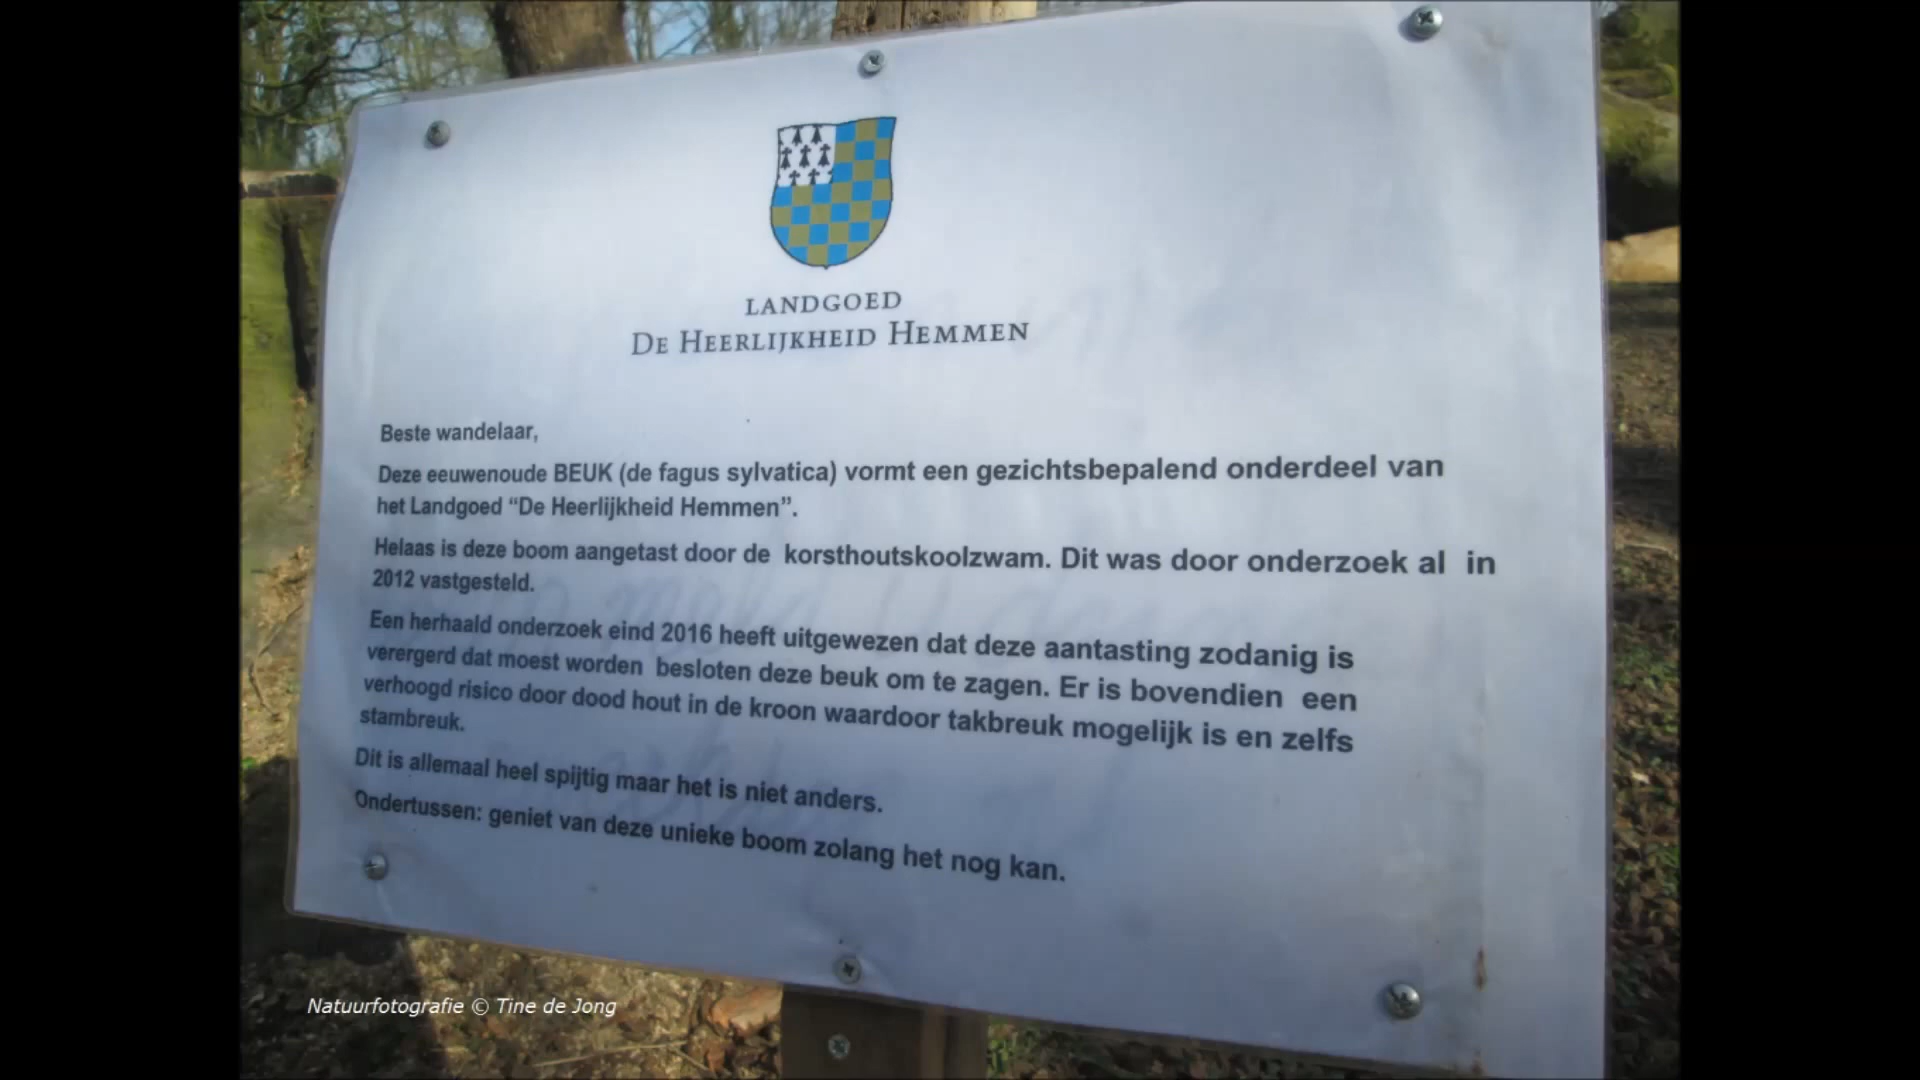 LANDGOED
DE HEERLIJKHEID HEMMEN
Beste wandelaar,
Deze eeuwenoude BEUK (de fagus sylvatica) vormt een gezichtsbepalend onderdeel van
het Landgoed “De Heerlijkheid Hemmen”.
Helaas is deze boom aangetast door de korsthoutskoolzwam. Dit was door onderzoek al in
2012 vastgesteld.
Een herhaald onderzoek eind 2016 heeft uitgewezen dat deze aantasting zodanig is
verergerd dat moest worden besloten deze beuk om te zagen. Er is bovendien een
verhoogd risico door dood hout in de kroon waardoor takbreuk mogelijk is en zelfs
stambreuk.
Dit is allemaal heel spijtig maar het is niet anders.
Ondertussen: geniet van deze unieke boom zolang het nog kan.
Natuurfotografie © Tine de Jong